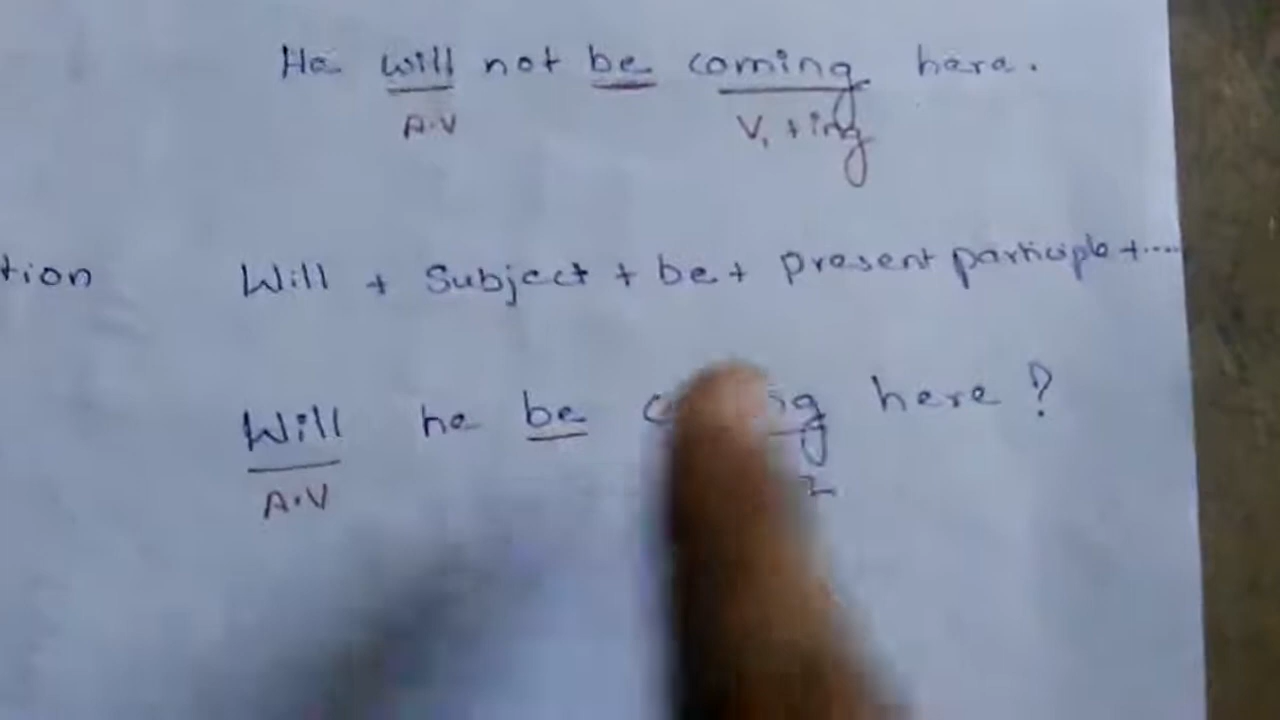 He will not be coming here.
A.V V1 + ing
tion Will + Subject + be + present participle + ....
Will he be here ?
A.V